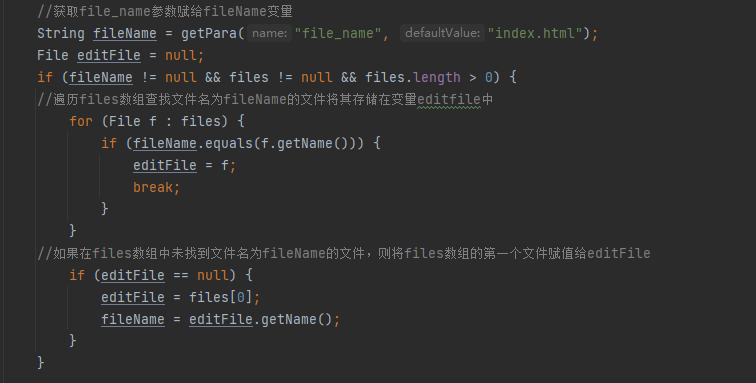 //获取file_name参数赋给fileName变量
String fileName = getPara( name: "file_name", defaultValue: "index.html");
File editFile = null;
if (fileName != null && files != null && files.length > 0) {
//遍历files数组查找文件名为fileName的文件将其存储在变量editfile中
for (File f : files) {
if (fileName.equals(f.getName())) {
editFile = f;
break;
}
}
//如果在files数组中未找到文件名为fileName的文件，则将files数组的第一个文件赋值给editFile
if (editFile == null) {
editFile = files[0];
fileName = editFile.getName();
}
}